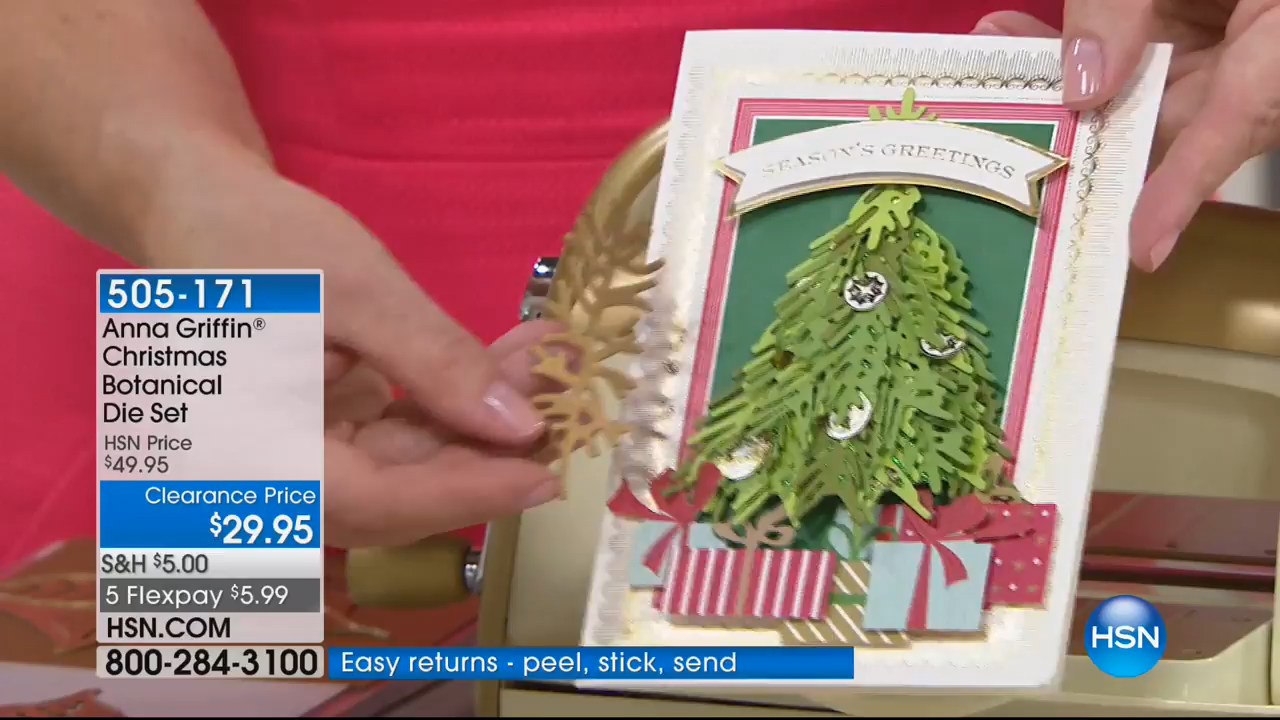 SEASON'S GREETINGS
505-171
Anna Griffin®
Christmas
Botanical
Die Set
HSN Price
$49.95
Clearance Price
$29.95
S&H $5.00
5 Flexpay $5.99
HSN.COM
800-284-3100
Easy returns - peel, stick, send
HSN